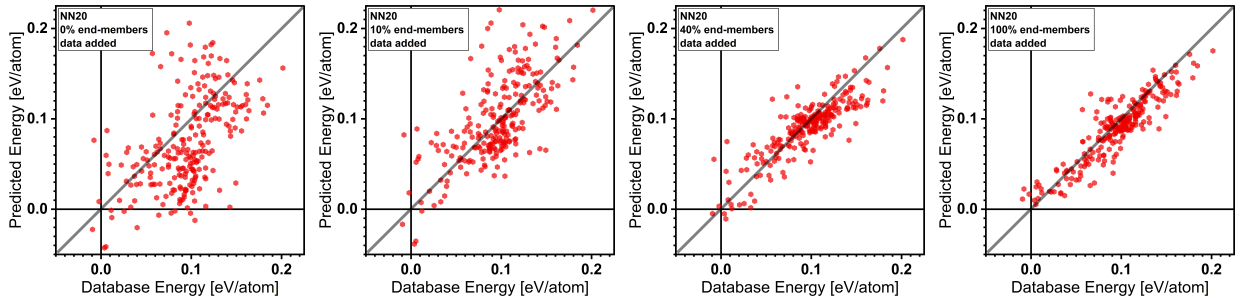 NN20
0% end-members
data added
0.2
0.1
0.0
Predicted Energy [eV/atom]
0.0 0.1 0.2
Database Energy [eV/atom]
NN20
10% end-members
data added
0.2
0.1
0.0
Predicted Energy [eV/atom]
0.0 0.1 0.2
Database Energy [eV/atom]
NN20
40% end-members
data added
0.2
0.1
0.0
Predicted Energy [eV/atom]
0.0 0.1 0.2
Database Energy [eV/atom]
NN20
100% end-members
data added
0.2
0.1
0.0
Predicted Energy [eV/atom]
0.0 0.1 0.2
Database Energy [eV/atom]